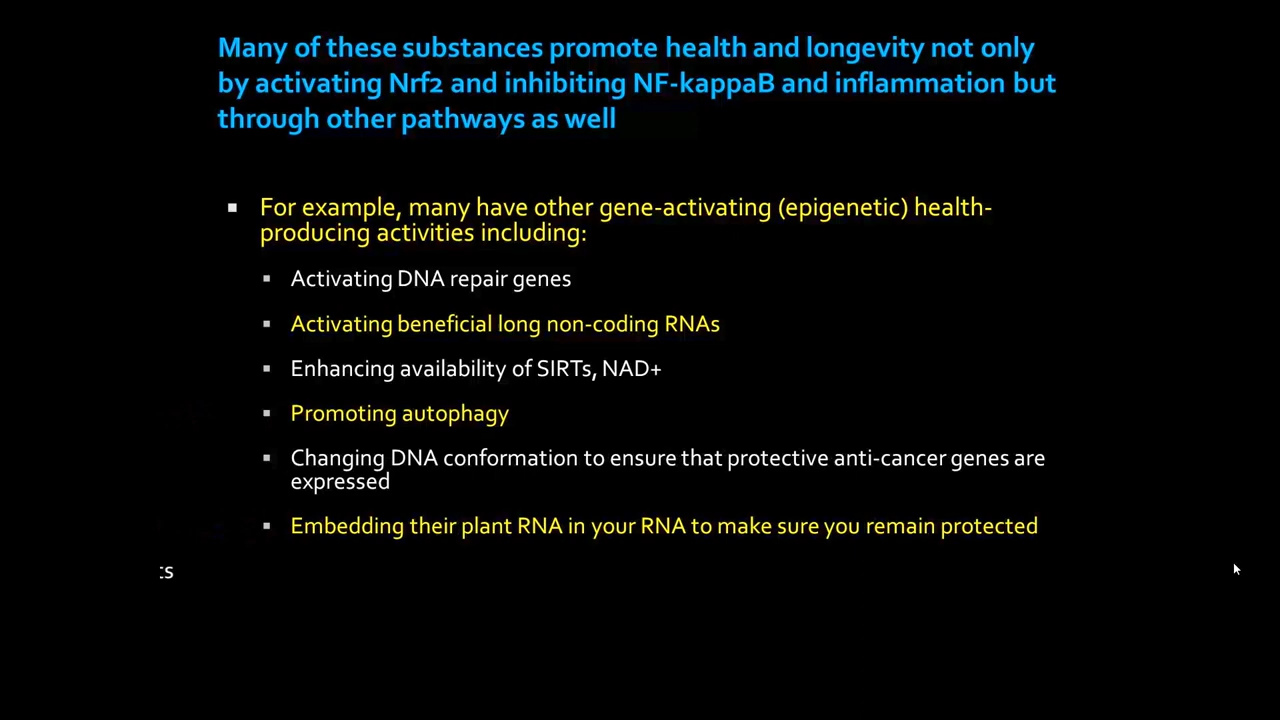 Many of these substances promote health and longevity not only
by activating Nrf2 and inhibiting NF-kappaB and inflammation but
through other pathways as well
For example, many have other gene-activating (epigenetic) health-
producing activities including:
Activating DNA repair genes
Activating beneficial long non-coding RNAs
Enhancing availability of SIRTs, NAD+
Promoting autophagy
Changing DNA conformation to ensure that protective anti-cancer genes are
expressed
Embedding their plant RNA in your RNA to make sure you remain protected